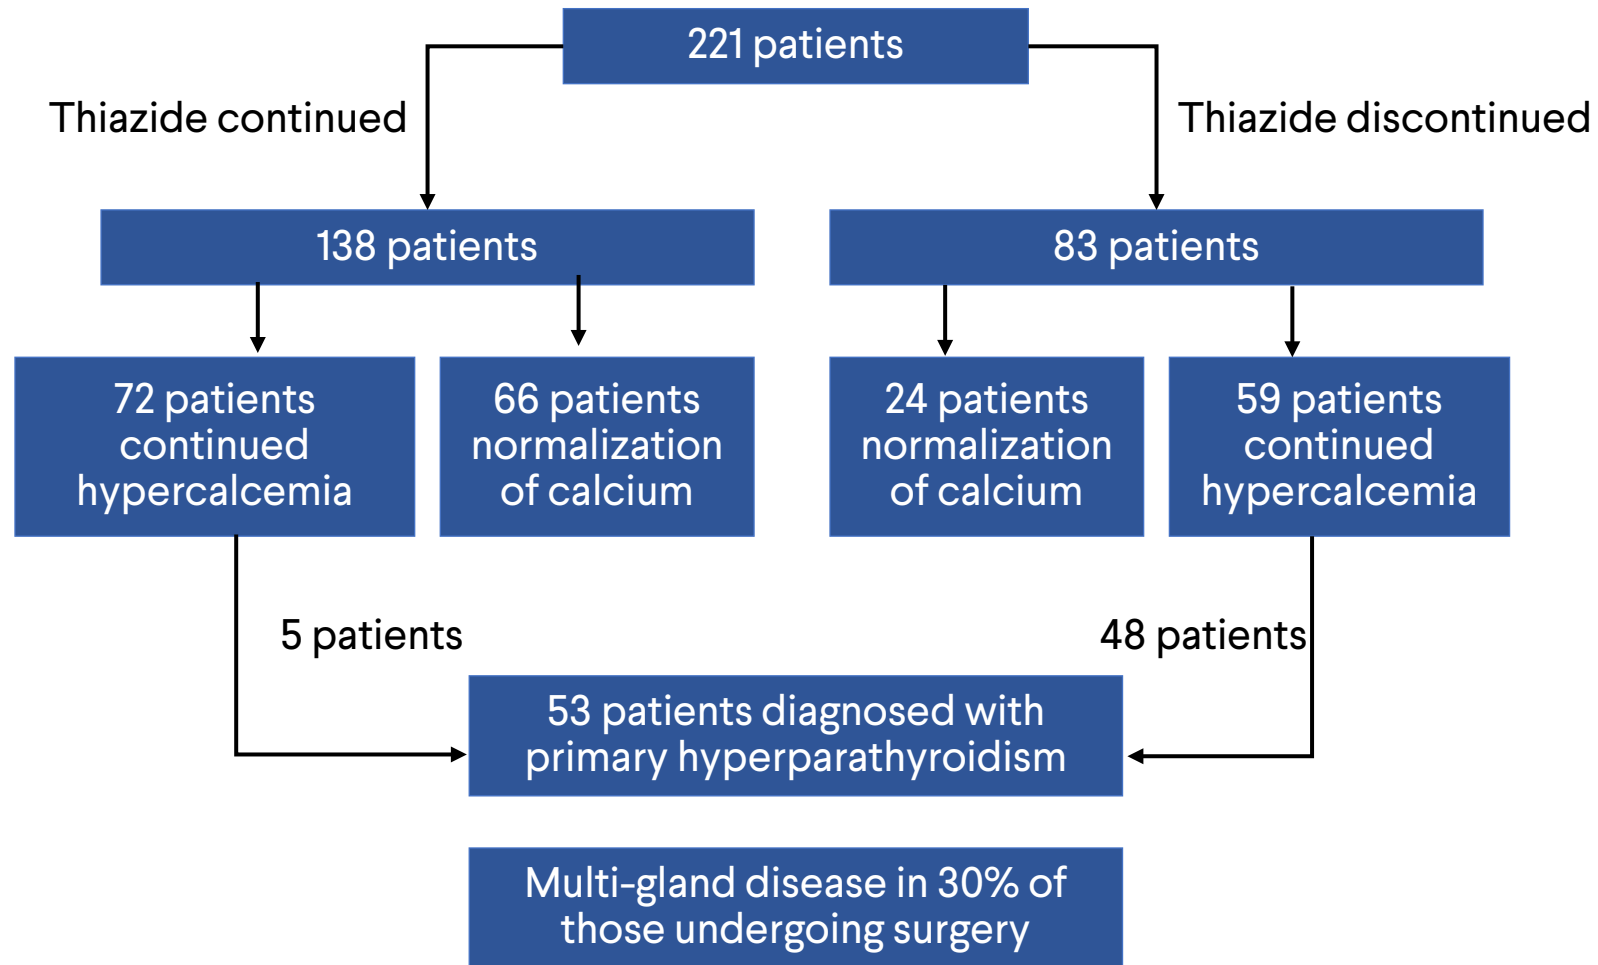 221 patients
Thiazide continued
Thiazide discontinued
138 patients
83 patients
72 patients
continued
hypercalcemia
66 patients
normalization
of calcium
24 patients
normalization
of calcium
59 patients
continued
hypercalcemia
5 patients
48 patients
53 patients diagnosed with
primary hyperparathyroidism
Multi-gland disease in 30% of
those undergoing surgery